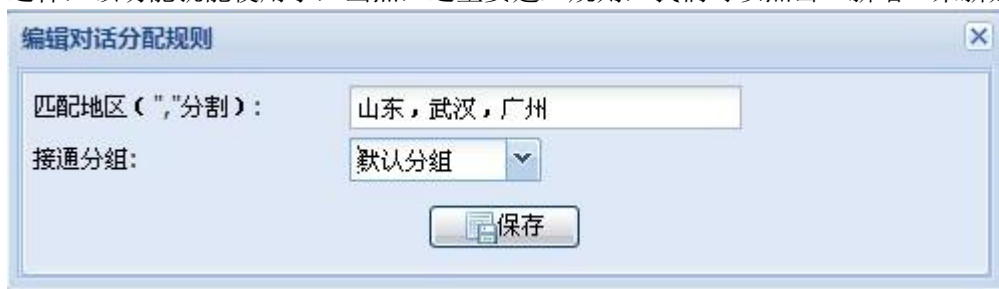 编辑对话分配规则
匹配地区（","分割）：
山东，武汉，广州
接通分组:
默认分组
保存